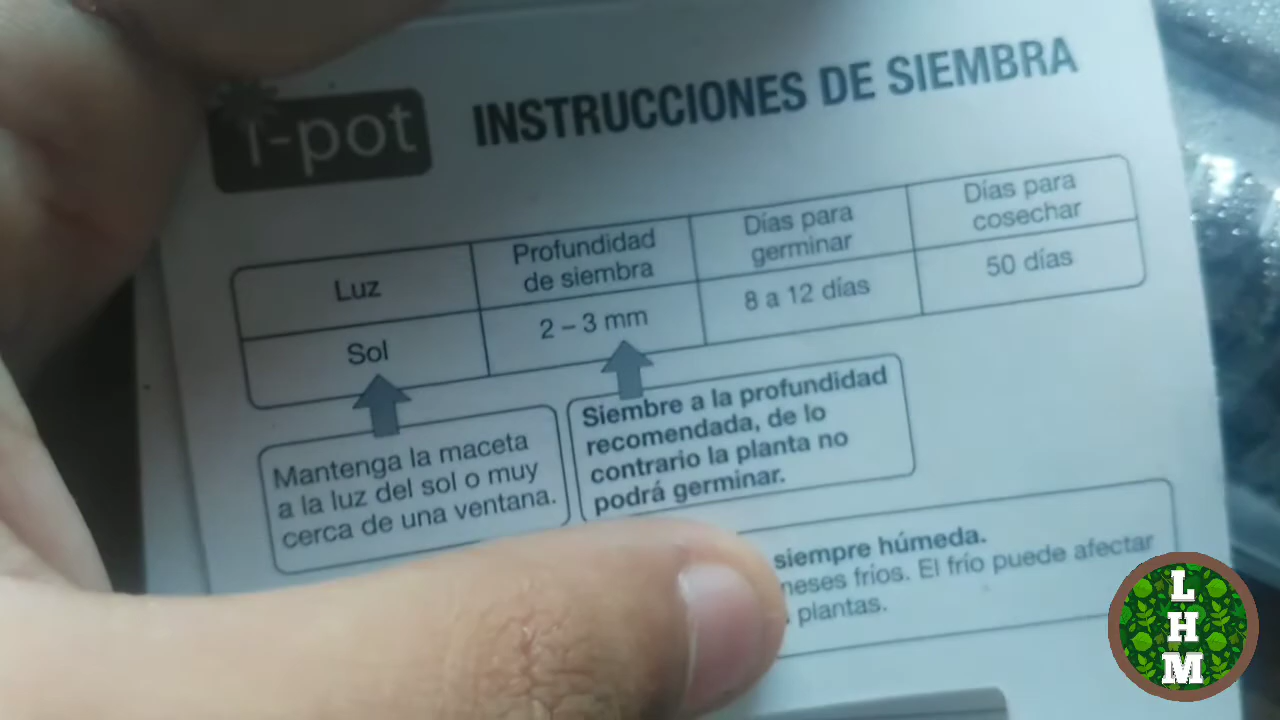 i-pot
INSTRUCCIONES DE SIEMBRA
Luz
Profundidad
de siembra
Días para
germinar
Días para
cosechar
Sol
2 – 3 mm
8 a 12 días
50 días
Mantenga la maceta
a la luz del sol o muy
cerca de una ventana.
Siembre a la profundidad
recomendada, de lo
contrario la planta no
podrá germinar.
siempre húmeda.
fríos. El frío puede afectar
plantas.
L
H
M